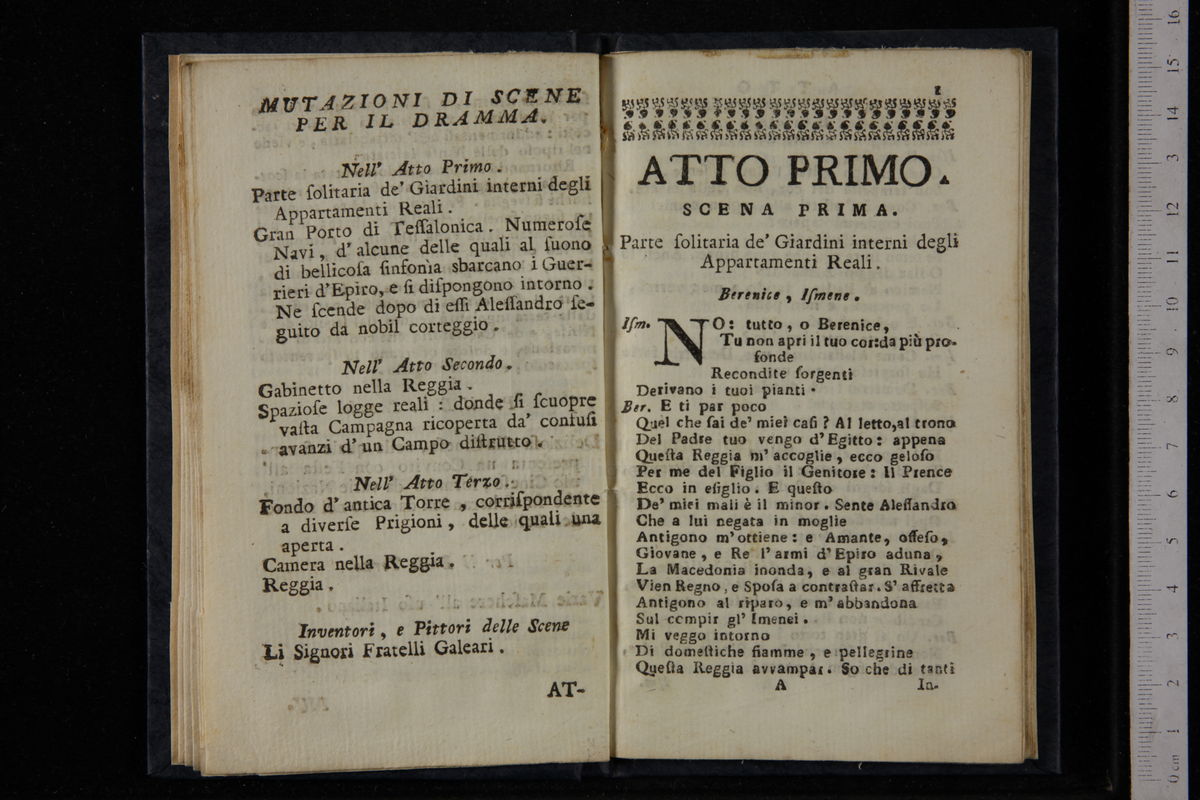 MUTAZIONI DI SCENE
PER IL DRAMMA.
Nell' Atto Primo.
Parte ſolitaria de' Giardini interni degli
Appartamenti Reali.
Gran Porto di Teſſalonica. Numeroſe
Navi, d'alcune delle quali al ſuono
di bellicoſa ſinfonia sbarcano i Guer-
rieri d'Epiro, e ſi diſpongono intorno.
Ne ſcende dopo di eſſi Aleſſandro ſe-
guito da nobil corteggio.
Nell' Atto Secondo.
Gabinetto nella Reggia.
Spazioſe logge reali: donde ſi ſcuopre
vaſta Campagna ricoperta da' confuſi
avanzi d'un Campo diſtrutto.
Nell' Atto Terzo.
Fondo d'antica Torre, corriſpondente
a diverſe Prigioni, delle quali una
aperta.
Camera nella Reggia.
Reggia.
Inventori, e Pittori delle Scene
Li Signori Fratelli Galeari.
AT-
1
ATTO PRIMO.
SCENA PRIMA.
Parte ſolitaria de' Giardini interni degli
Appartamenti Reali.
Berenice, Iſmene.
Iſm. NO: tutto, o Berenice,
Tu non apri il tuo cor: da più pro-
fonde
Recondite ſorgenti
Derivano i tuoi pianti.
Ber. E ti par poco
Quel che ſai de' miei caſi? Al letto, al trono
Del Padre tuo vengo d'Egitto: appena
Queſta Reggia m'accoglie, ecco geloſo
Per me del Figlio il Genitore: Il Prence
Ecco in eſiglio. E queſto
De' miei mali è il minor. Sente Aleſſandro
Che a lui negata in moglie
Antigono m'ottiene: e Amante, offeſo,
Giovane, e Re l'armi d'Epiro aduna,
La Macedonia inonda, e al gran Rivale
Vien Regno, e Spoſa a contraſtar. S'affretta
Antigono al riparo, e m'abbandona
Sul compir gl'Imenei.
Mi veggo intorno
Di domeſtiche fiamme, e pellegrine
Queſta Reggia avvampar. So che di tanti
A In-